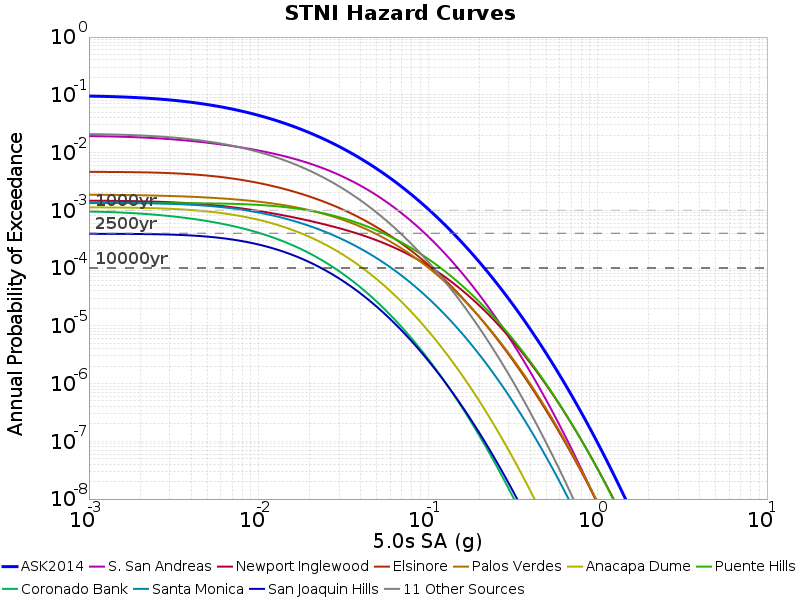 STNI Hazard Curves
Annual Probability of Exceedance
10^0
10^-1
10^-2
10^-3
10^-4
10^-5
10^-6
10^-7
10^-8
1000yr
2500yr
10000yr
10^-3 10^-2 10^-1 10^0 10^1
5.0s SA (g)
ASK2014 S. San Andreas Newport Inglewood Elsinore Palos Verdes Anacapa Dume Puente Hills
Coronado Bank Santa Monica San Joaquin Hills 11 Other Sources